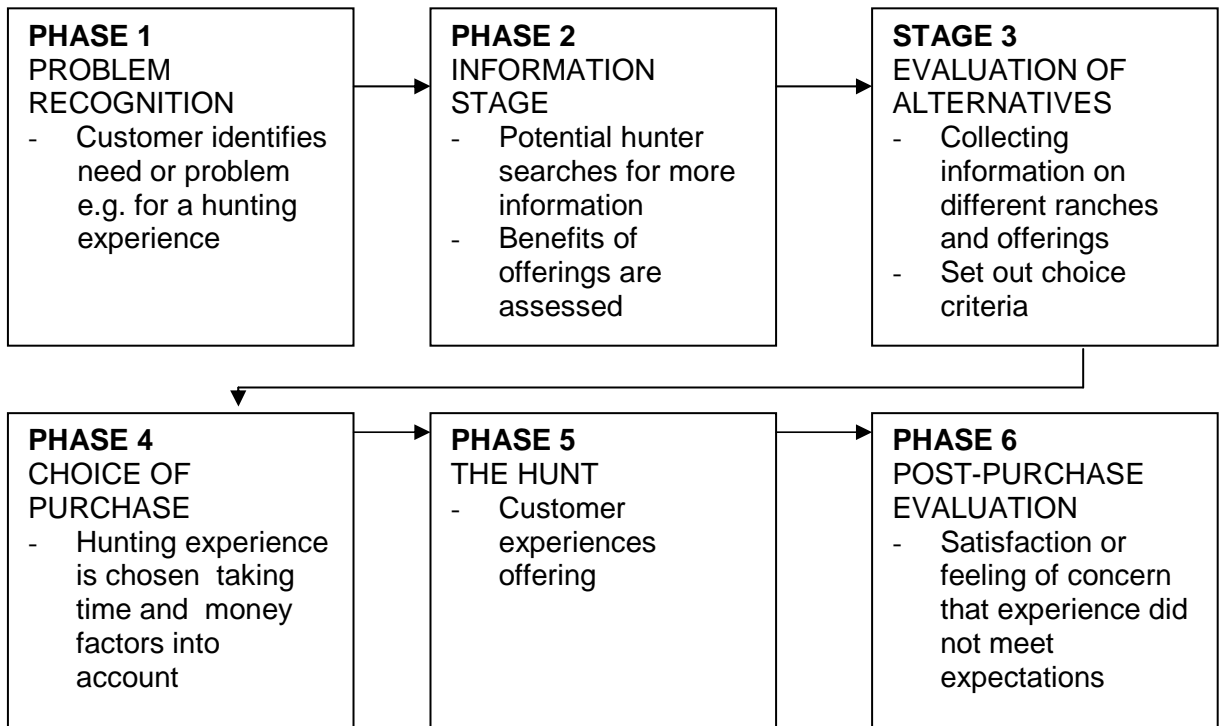 PHASE 1
PROBLEM
RECOGNITION
- Customer identifies
need or problem
e.g. for a hunting
experience
PHASE 2
INFORMATION
STAGE
- Potential hunter
searches for more
information
- Benefits of
offerings are
assessed
STAGE 3
EVALUATION OF
ALTERNATIVES
- Collecting
information on
different ranches
and offerings
- Set out choice
criteria
PHASE 4
CHOICE OF
PURCHASE
- Hunting experience
is chosen taking
time and money
factors into
account
PHASE 5
THE HUNT
- Customer
experiences
offering
PHASE 6
POST-PURCHASE
EVALUATION
- Satisfaction or
feeling of concern
that experience did
not meet
expectations